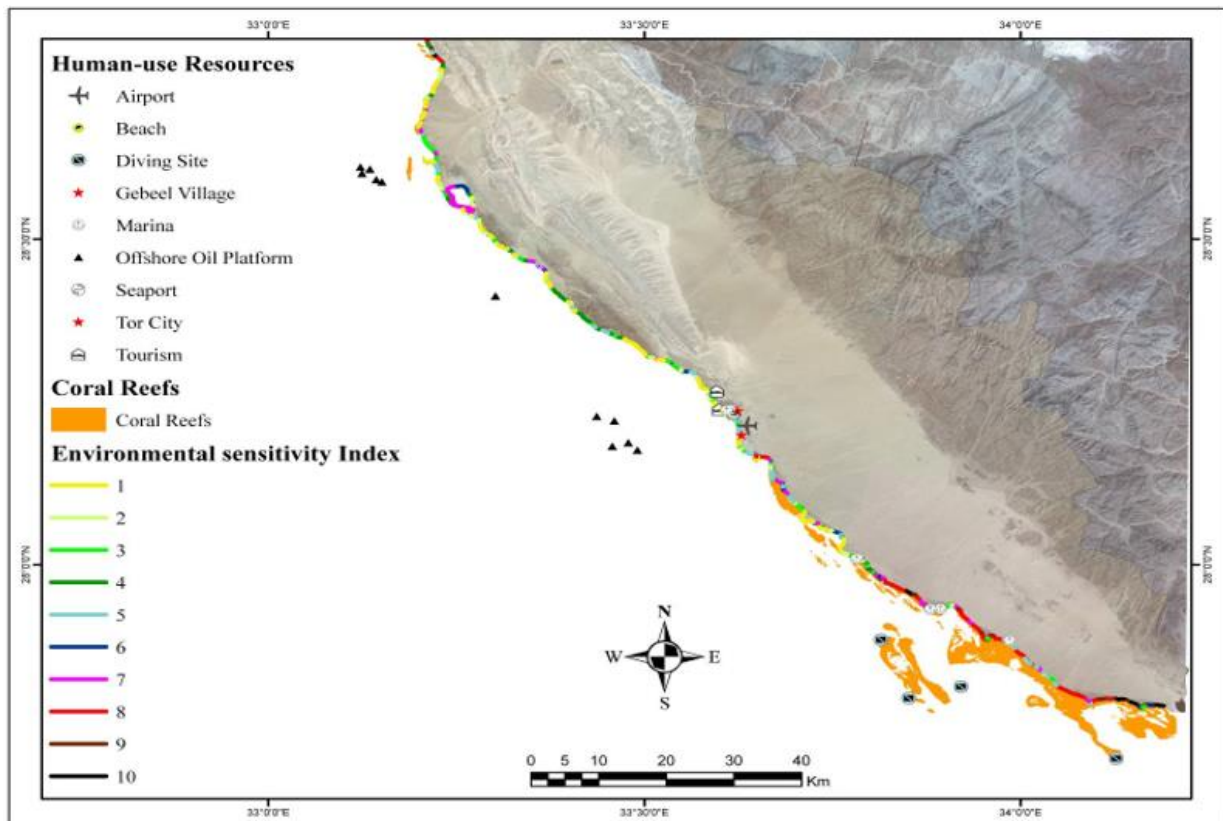 33°0'0"E 33°30'0"E 34°0'0"E
Human-use Resources
Airport
Beach
Diving Site
Gebeel Village
Marina
Offshore Oil Platform
Seaport
Tor City
Tourism
Coral Reefs
Coral Reefs
Environmental sensitivity Index
1
2
3
4
5
6
7
8
9
10
28°30'0"N
28°30'0"N
28°0'0"N
28°0'0"N
N
W E
S
0 5 10 20 30 40
Km
33°0'0"E 33°30'0"E 34°0'0"E